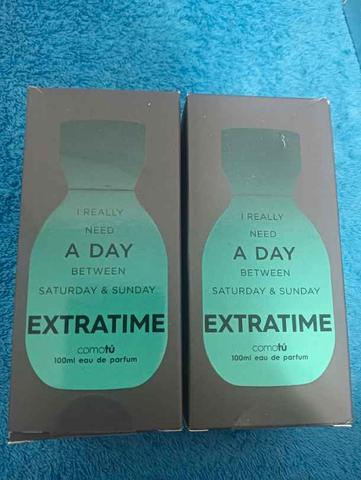 I REALLY
NEED
A DAY
BETWEEN
SATURDAY & SUNDAY
EXTRATIME
comotú
100ml eau de parfum
I REALLY
NEED
A DAY
BETWEEN
SATURDAY & SUNDAY
EXTRATIME
comotú
100ml eau de parfum